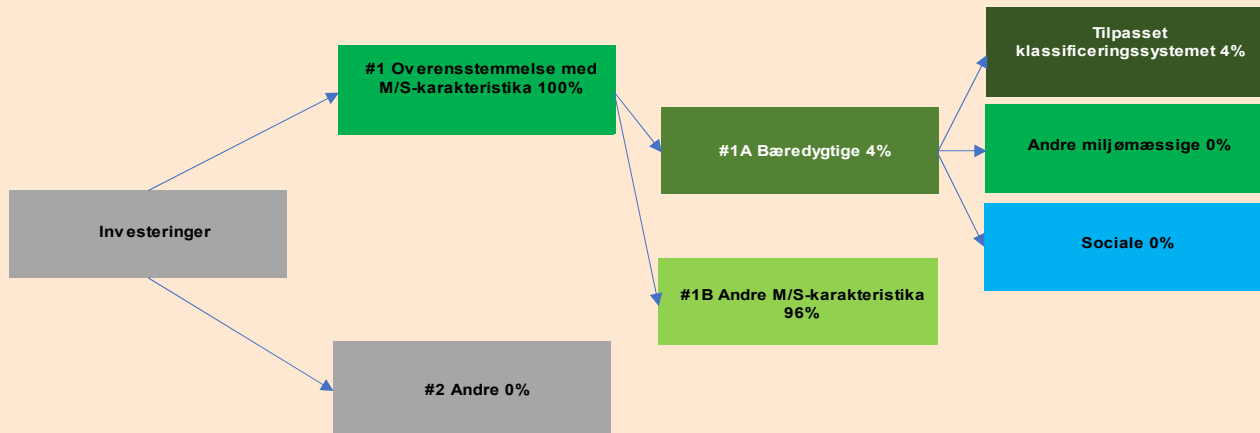 Investeringer
#1 Overensstemmelse med
M/S-karakteristika 100%
#2 Andre 0%
#1A Bæredygtige 4%
#1B Andre M/S-karakteristika
96%
Tilpasset
klassificeringssystemet 4%
Andre miljømæssige 0%
Sociale 0%